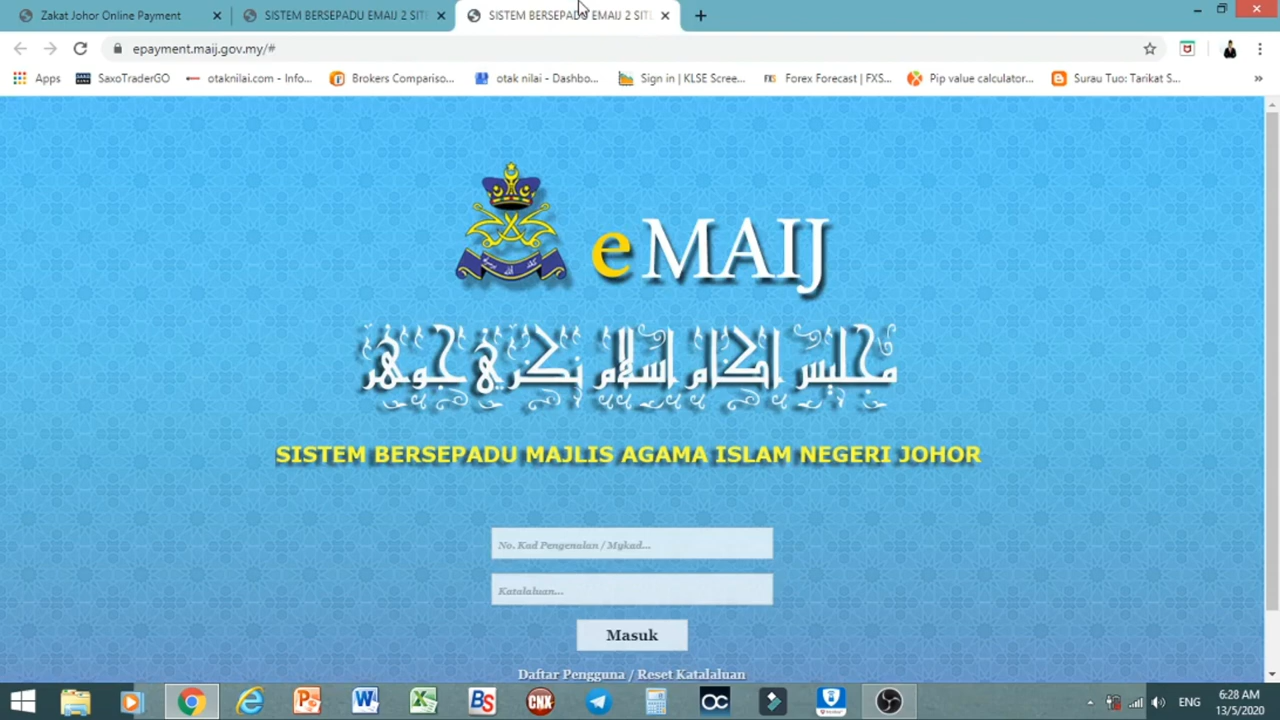 Zakat Johor Online Payment
SISTEM BERSEPADU EMAIJ 2 SITE
SISTEM BERSEPADU EMAIJ 2 SITE
epayment.maij.gov.my/#
Apps
SaxoTraderGO
otaknilai.com - Info...
Brokers Compariso...
otak nilai - Dashbo...
Sign in | KLSE Scree...
Forex Forecast | FXS...
Pip value calculator...
Surau Tuo: Tarikat S...
e MAIJ
مجليس اݢام اسلام نݢري جوهر
SISTEM BERSEPADU MAJLIS AGAMA ISLAM NEGERI JOHOR
No. Kad Pengenalan / Mykad...
Katalaluan...
Masuk
Daftar Pengguna / Reset Katalaluan
ENG
6:28 AM
13/5/2020